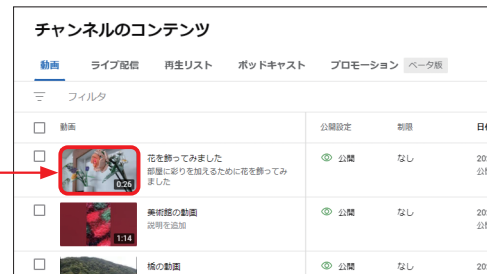 チャンネルのコンテンツ
動画 ライブ配信 再生リスト ポッドキャスト プロモーション ベータ版
フィルタ
動画 公開設定 制限
0:26
花を飾ってみました
部屋に彩りを加えるために花を飾ってみ
ました
公開 なし
1:14
美術館の動画
説明を追加
公開 なし
橋の動画
公開 なし